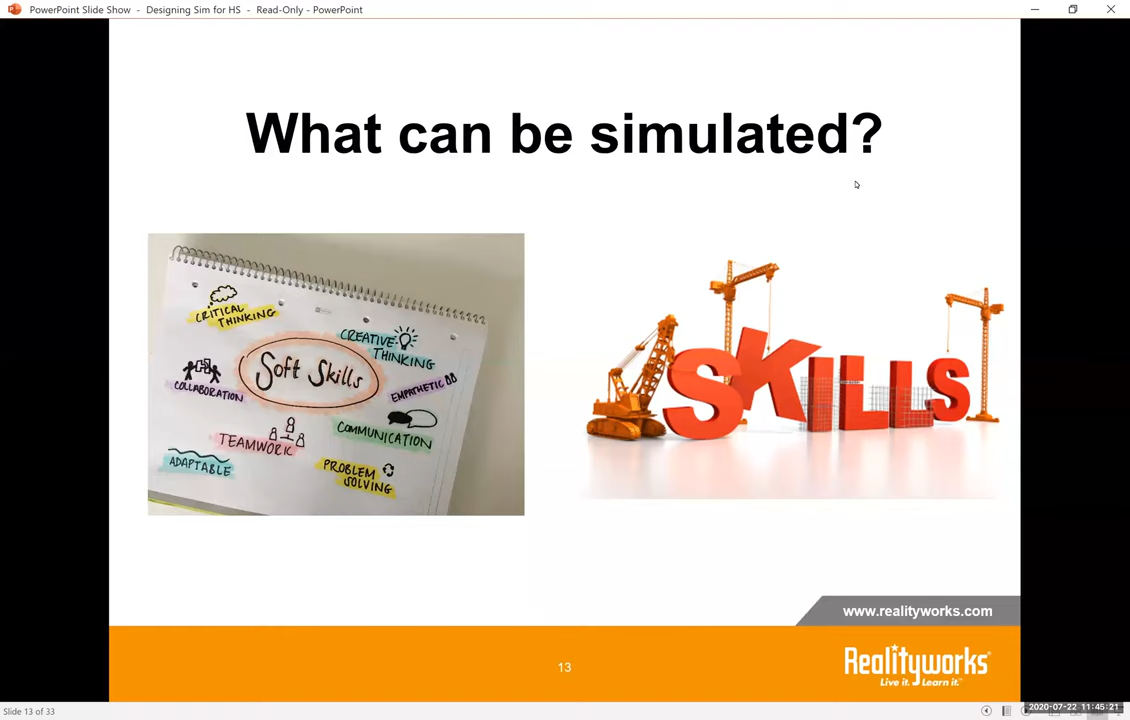 PowerPoint Slide Show - Designing Sim for HS - Read-Only - PowerPoint
What can be simulated?
CRITICAL
THINKING
CREATIVE
THINKING
Soft Skills
COLLABORATION
EMPATHETIC
TEAMWORK
COMMUNICATION
ADAPTABLE
PROBLEM
SOLVING
SKILLS
www.realityworks.com
13
Realityworks
Live it. Learn it.
Slide 13 of 33
2020-07-22 11:45:21